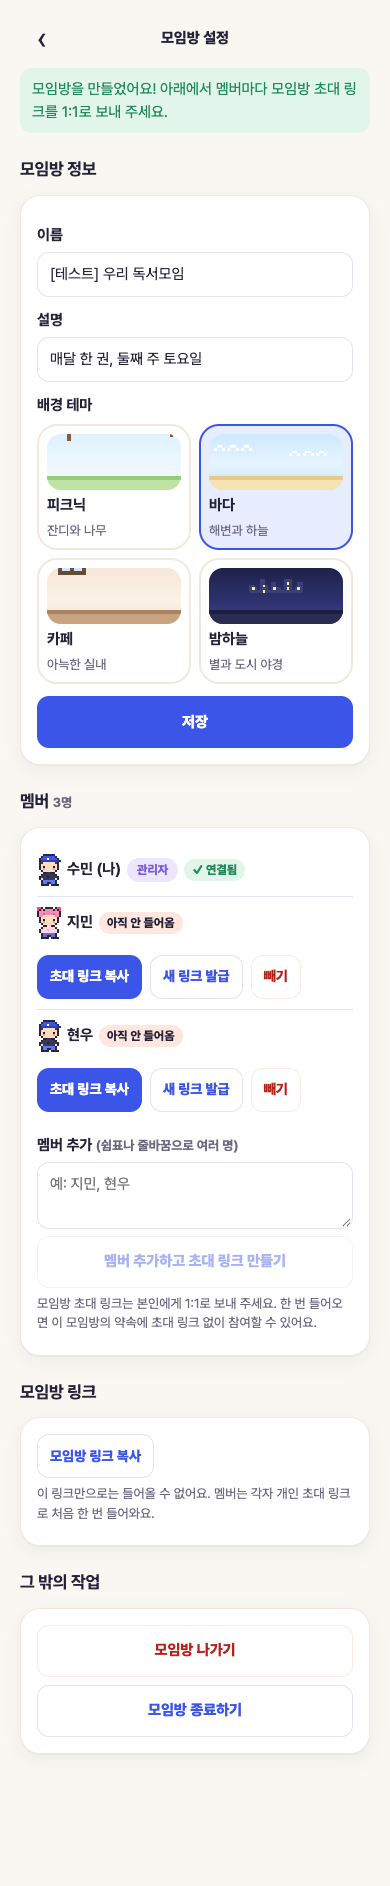 모임방 설정
모임방을 만들었어요! 아래에서 멤버마다 모임방 초대 링
크를 1:1로 보내 주세요.
모임방 정보
이름
[테스트] 우리 독서모임
설명
매달 한 권, 둘째 주 토요일
배경 테마
피크닉
잔디와 나무
바다
해변과 하늘
카페
아늑한 실내
밤하늘
별과 도시 야경
저장
멤버 3명
수민 (나) 관리자 ✓ 연결됨
지민 아직 안 들어옴
초대 링크 복사 새 링크 발급 빼기
현우 아직 안 들어옴
초대 링크 복사 새 링크 발급 빼기
멤버 추가 (쉼표나 줄바꿈으로 여러 명)
예: 지민, 현우
멤버 추가하고 초대 링크 만들기
모임방 초대 링크는 본인에게 1:1로 보내 주세요. 한 번 들어오
면 이 모임방의 약속에 초대 링크 없이 참여할 수 있어요.
모임방 링크
모임방 링크 복사
이 링크만으로는 들어올 수 없어요. 멤버는 각자 개인 초대 링크
로 처음 한 번 들어와요.
그 밖의 작업
모임방 나가기
모임방 종료하기